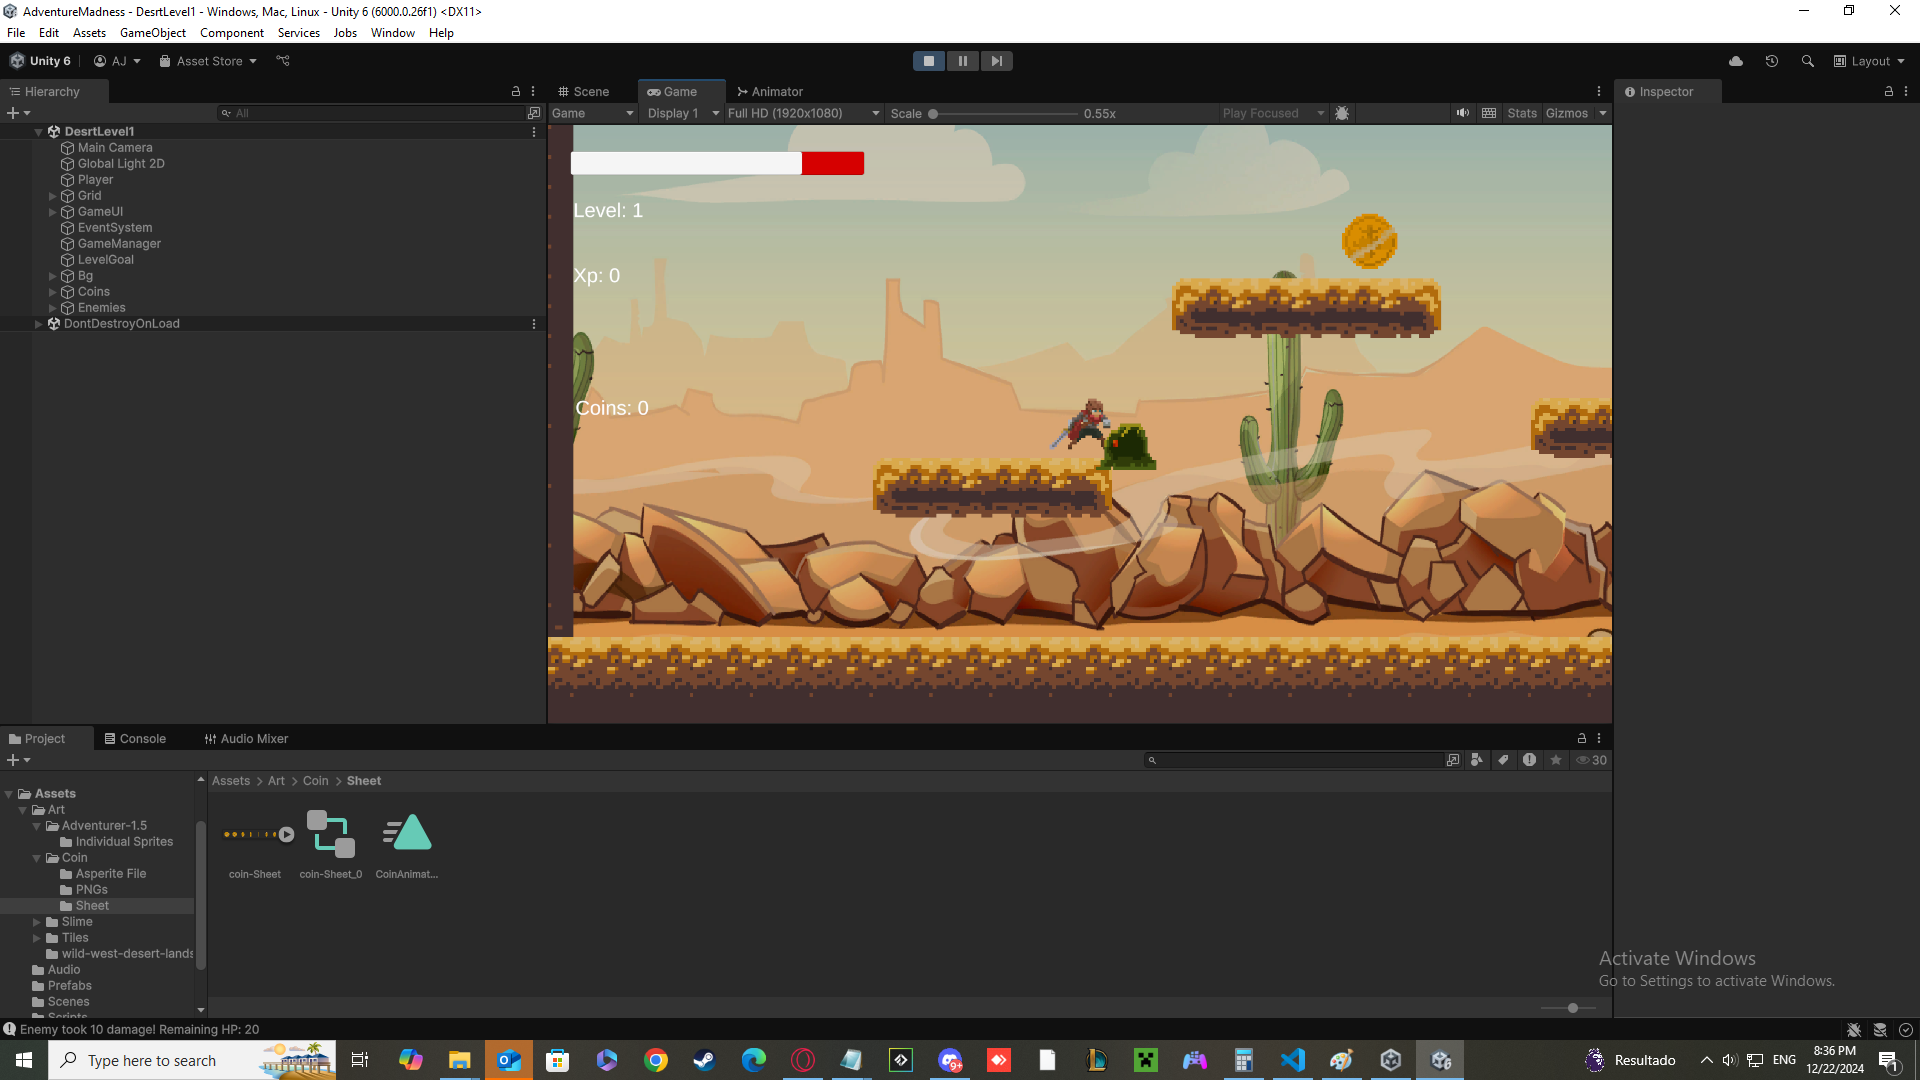 AdventureMadness - DesrtLevel1 - Windows, Mac, Linux - Unity 6 (6000.0.26f1) <DX11>
File Edit Assets GameObject Component Services Jobs Window Help
Unity 6 AJ Asset Store Layout
Hierarchy Scene Game Animator Inspector
All Game Display 1 Full HD (1920x1080) Scale 0.55x Play Focused Stats Gizmos
DesrtLevel1
Main Camera
Global Light 2D
Player
Grid
GameUI
EventSystem
GameManager
LevelGoal
Bg
Coins
Enemies
DontDestroyOnLoad
Level: 1
Xp: 0
Coins: 0
Project Console Audio Mixer
30
Assets > Art > Coin > Sheet
Assets
Art
Adventurer-1.5
Individual Sprites
Coin
Asperite File
PNGs
Sheet
Slime
Tiles
wild-west-desert-lands
Audio
Prefabs
Scenes
Scripts
coin-Sheet coin-Sheet_0 CoinAnimat...
Activate Windows
Go to Settings to activate Windows.
Enemy took 10 damage! Remaining HP: 20
Type here to search
9+
Resultado
ENG
8:36 PM
12/22/2024
1